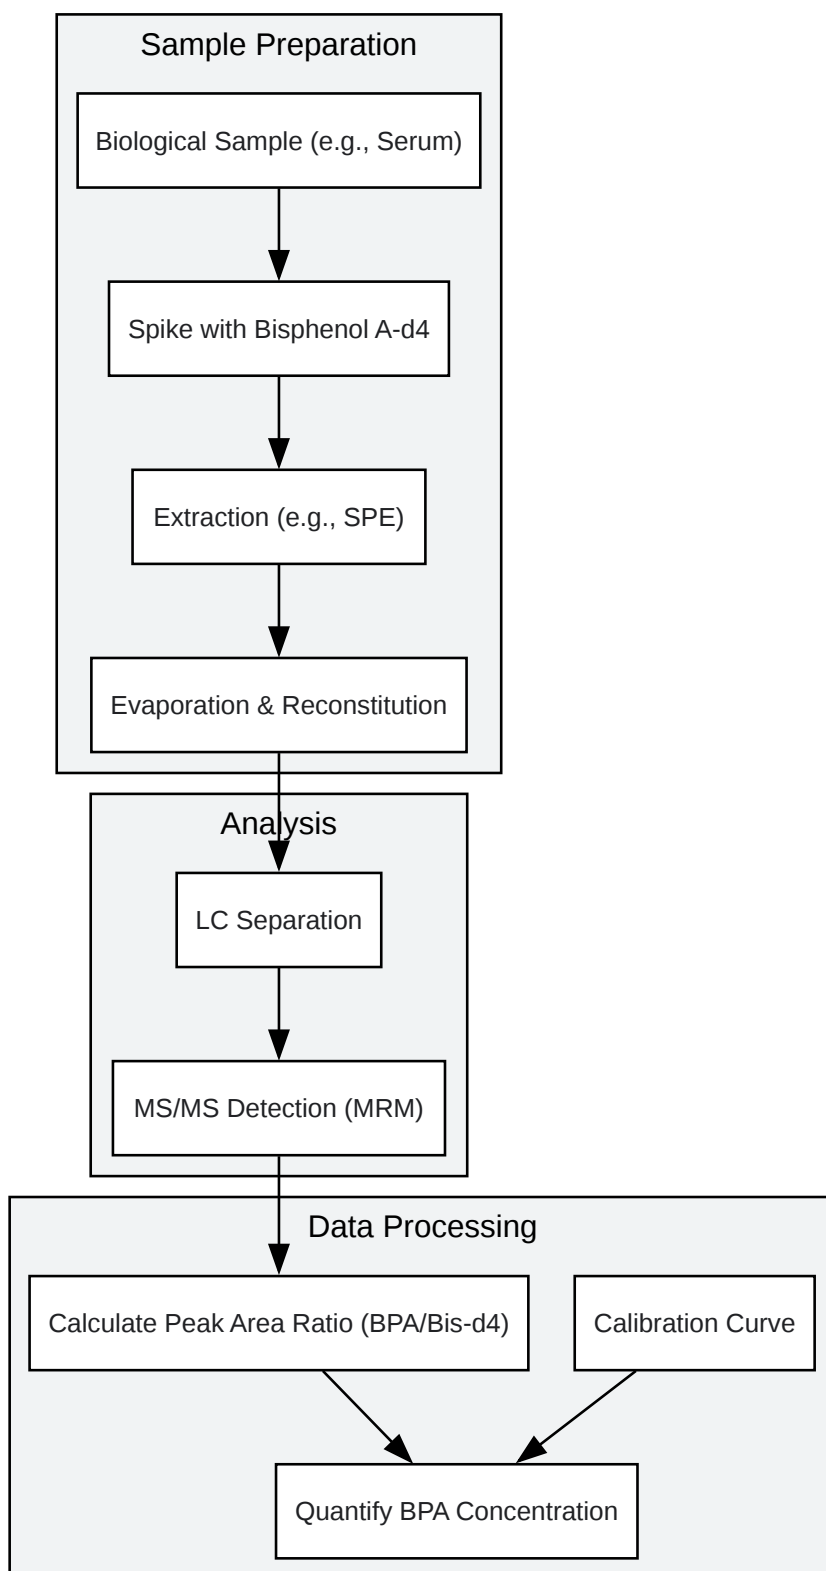 Sample Preparation
Biological Sample (e.g., Serum)
Spike with Bisphenol A-d4
Extraction (e.g., SPE)
Evaporation & Reconstitution
Analysis
LC Separation
MS/MS Detection (MRM)
Data Processing
Calculate Peak Area Ratio (BPA/Bis-d4)
Calibration Curve
Quantify BPA Concentration